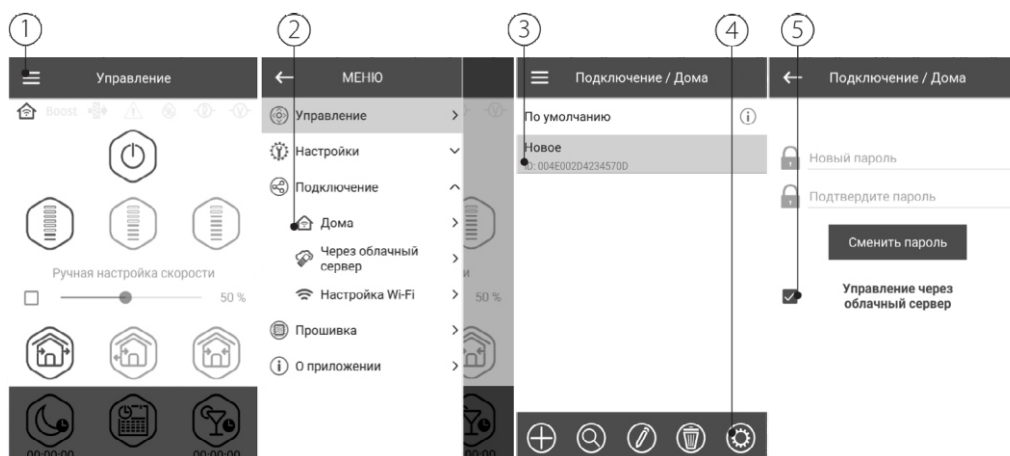 1
2
3
4
5
Управление
Boost
Ручная настройка скорости
50 %
00:00:00
00:00:00
МЕНЮ
Управление
Настройки
Подключение
Дома
Через облачный
сервер
Настройка Wi-Fi
Прошивка
О приложении
и
50 %
00:00
Подключение / Дома
По умолчанию
Новое
ID: 004E002D4234570D
Подключение / Дома
Новый пароль
Подтвердите пароль
Сменить пароль
Управление через
облачный сервер